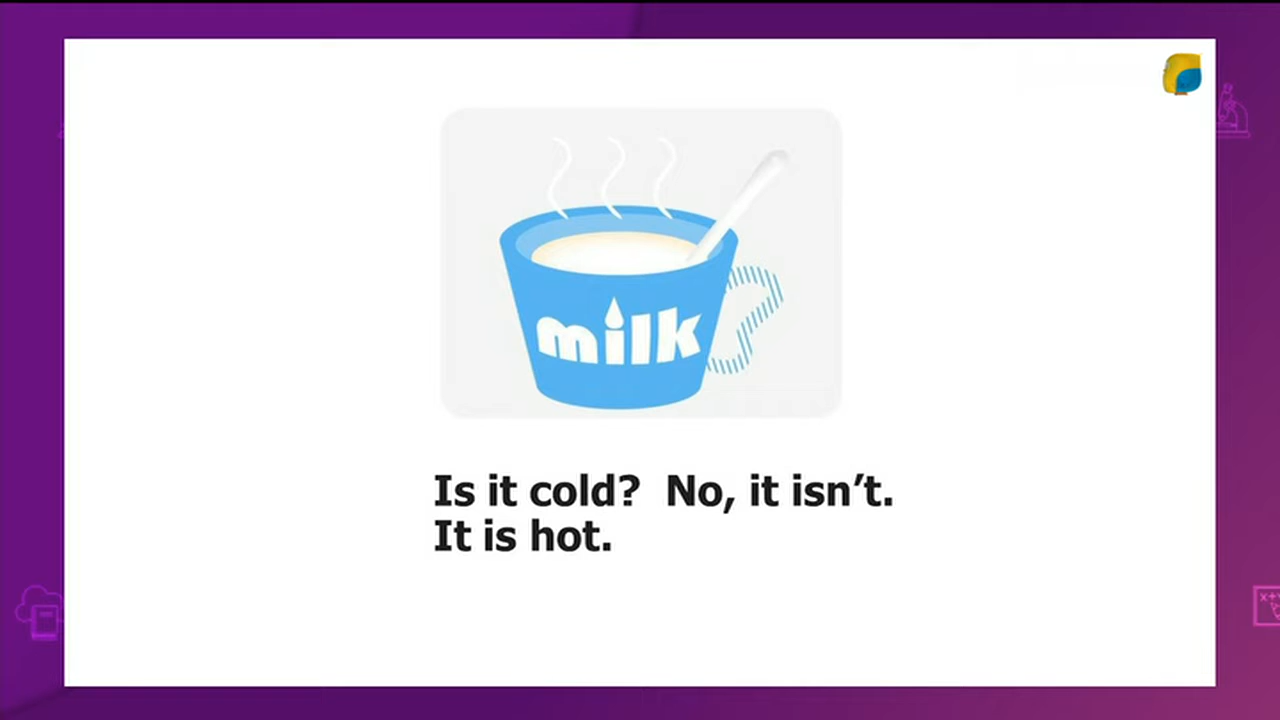 milk
Is it cold?  No, it isn’t.
It is hot.